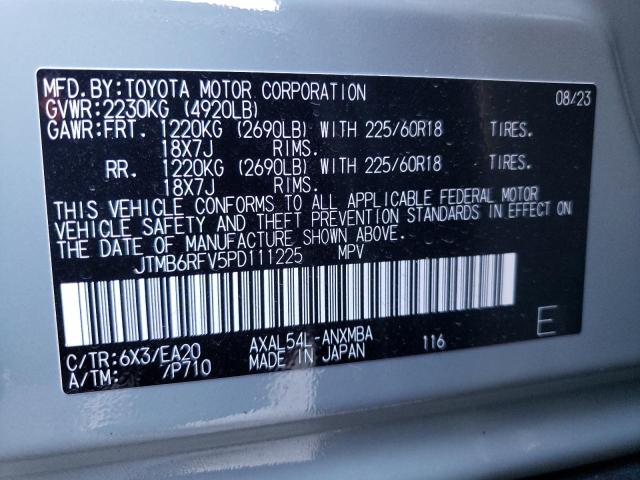 MFD.BY:TOYOTA MOTOR CORPORATION 08/23
GVWR:2230KG (4920LB)
GAWR:FRT. 1220KG (2690LB) WITH 225/60R18 TIRES.
18X7J RIMS.
RR. 1220KG (2690LB) WITH 225/60R18 TIRES.
18X7J RIMS.
THIS VEHICLE CONFORMS TO ALL APPLICABLE FEDERAL MOTOR
VEHICLE SAFETY AND THEFT PREVENTION STANDARDS IN EFFECT ON
THE DATE OF MANUFACTURE SHOWN ABOVE.
JTMB6RFV5PD111225 MPV
C/TR:6X3/EA20 AXAL54L-ANXMBA 116 E
A/TM: /P710 MADE IN JAPAN